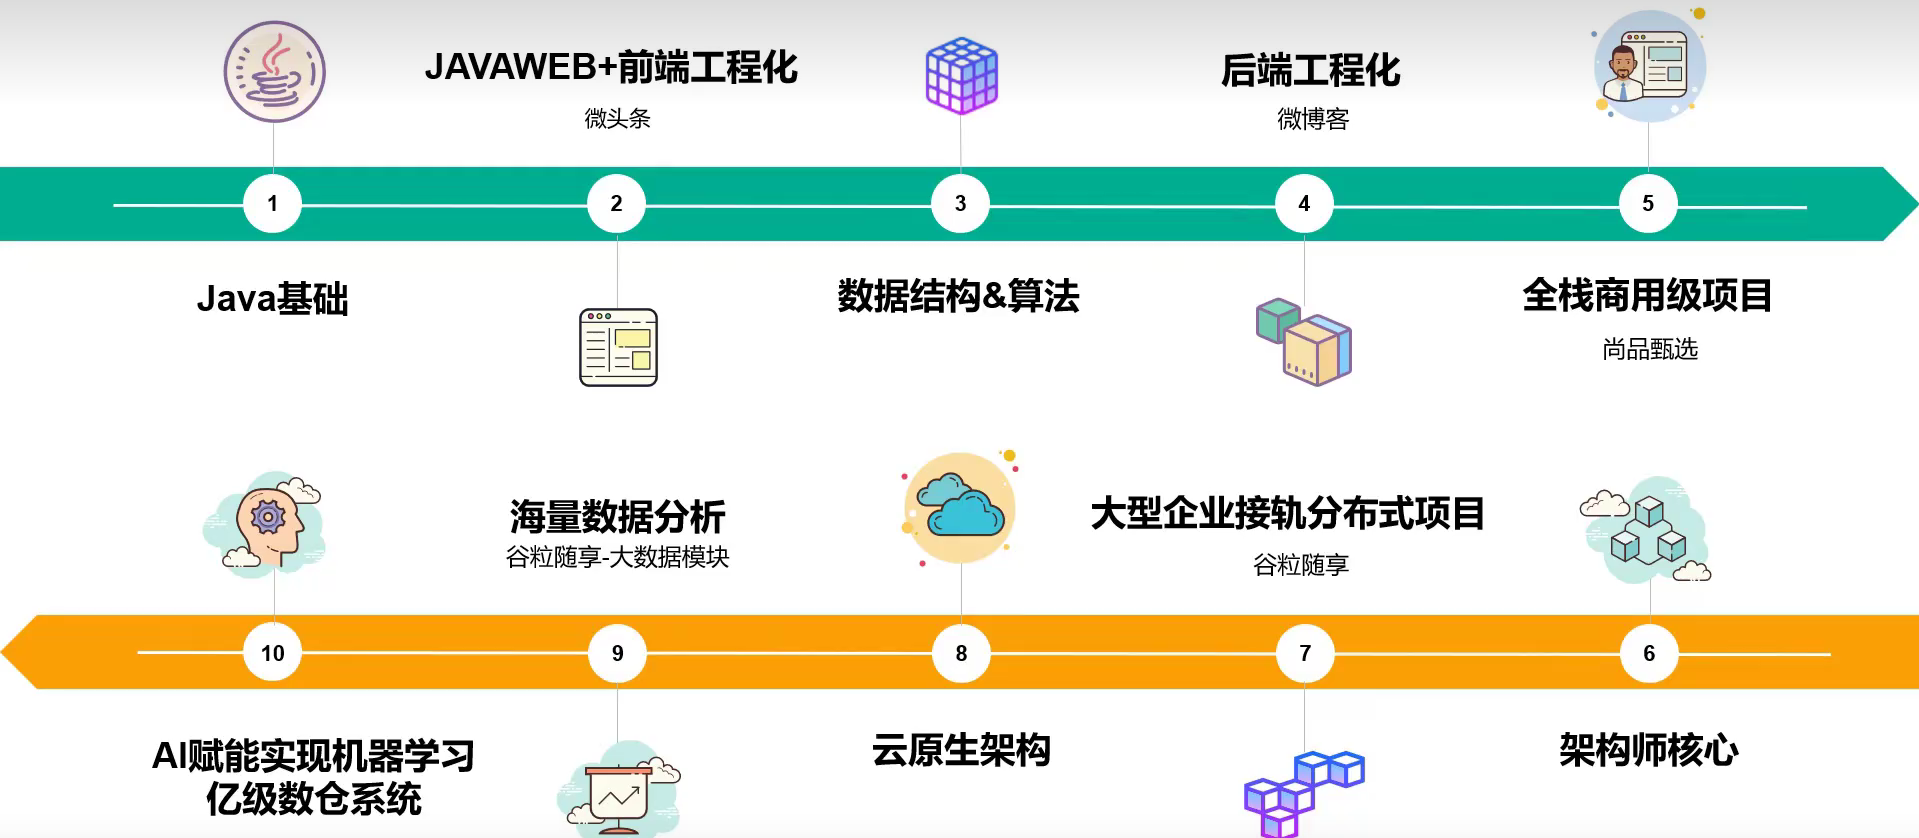 JAVAWEB+前端工程化
微头条
后端工程化
微博客
1
2
3
4
5
Java基础
数据结构&算法
全栈商用级项目
尚品甄选
海量数据分析
谷粒随享-大数据模块
大型企业接轨分布式项目
谷粒随享
10
9
8
7
6
AI赋能实现机器学习
亿级数仓系统
云原生架构
架构师核心